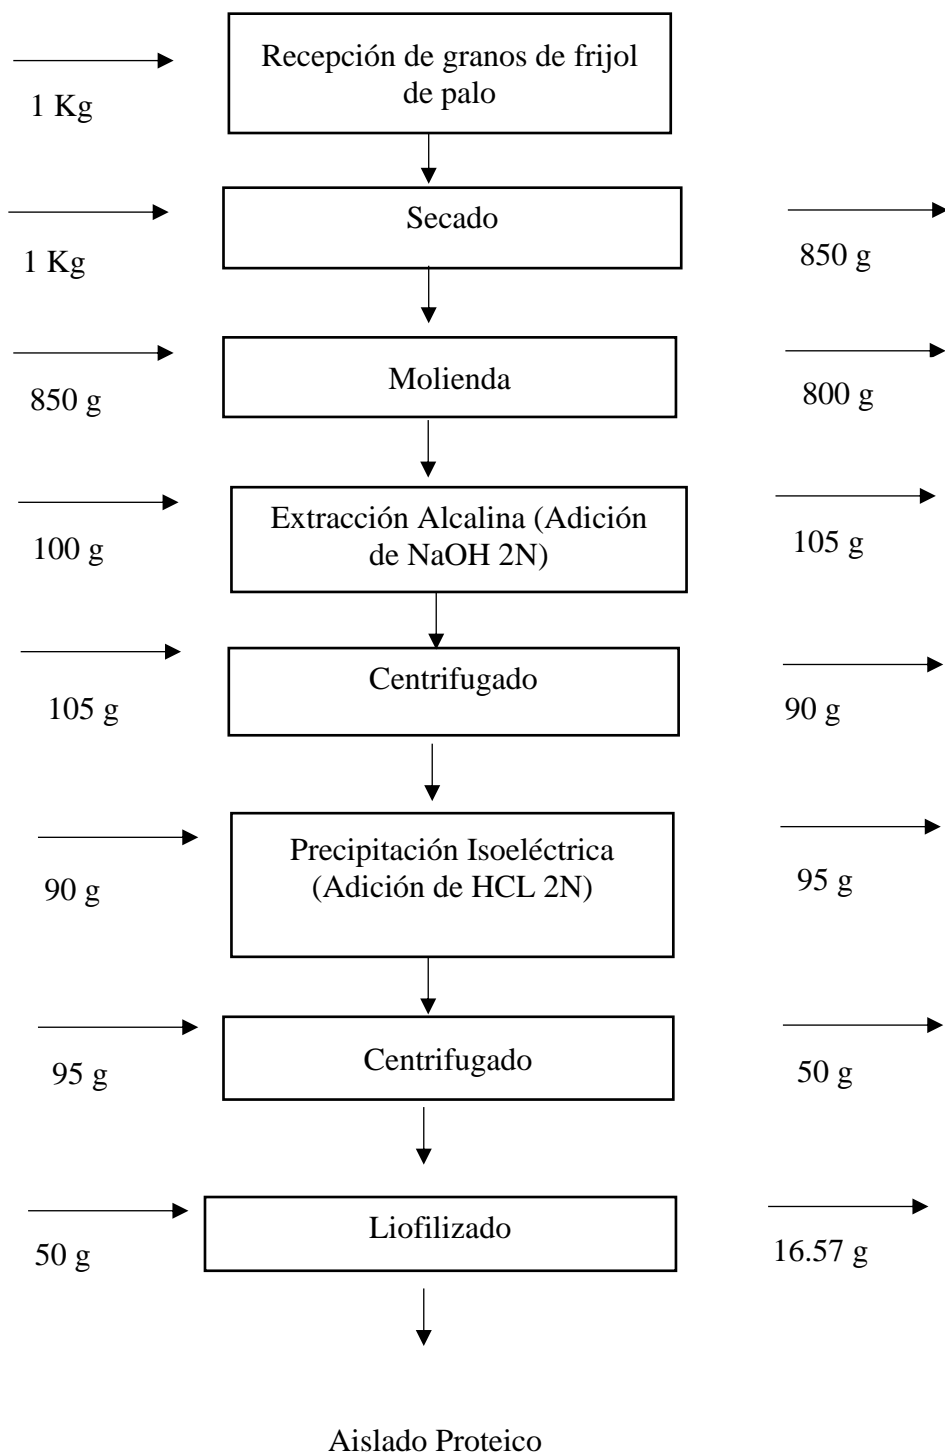 Recepción de granos de frijol
de palo
1 Kg
Secado
1 Kg
850 g
Molienda
850 g
800 g
Extracción Alcalina (Adición
de NaOH 2N)
100 g
105 g
Centrifugado
105 g
90 g
Precipitación Isoeléctrica
(Adición de HCL 2N)
90 g
95 g
Centrifugado
95 g
50 g
Liofilizado
50 g
16.57 g
Aislado Proteico